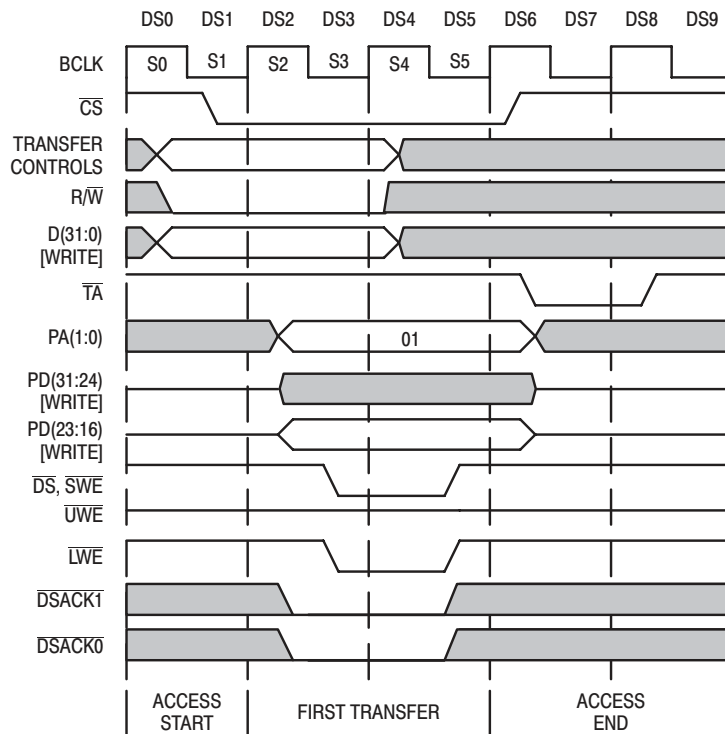 DS0 DS1 DS2 DS3 DS4 DS5 DS6 DS7 DS8 DS9
BCLK S0 S1 S2 S3 S4 S5
CS
TRANSFER
CONTROLS
R/W
D(31:0)
[WRITE]
TA
PA(1:0) 01
PD(31:24)
[WRITE]
PD(23:16)
[WRITE]
DS, SWE
UWE
LWE
DSACK1
DSACK0
ACCESS
START
FIRST TRANSFER
ACCESS
END